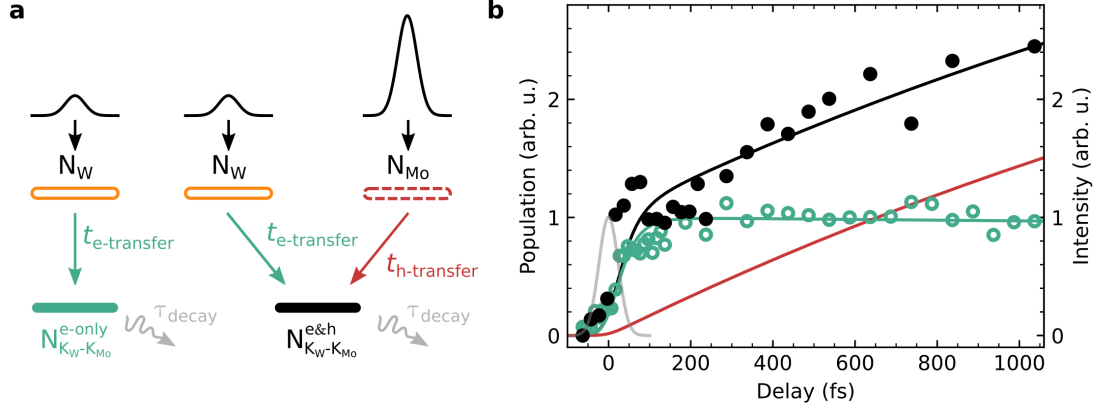 a
N_W
N_W
N_Mo
t_e-transfer
t_e-transfer
t_h-transfer
N^e-only_K_W-K_Mo
τ_decay
N^e&h_K_W-K_Mo
τ_decay
b
Population (arb. u.)
2
1
0
0
200
400
600
800
1000
Delay (fs)
2
1
0
Intensity (arb. u.)